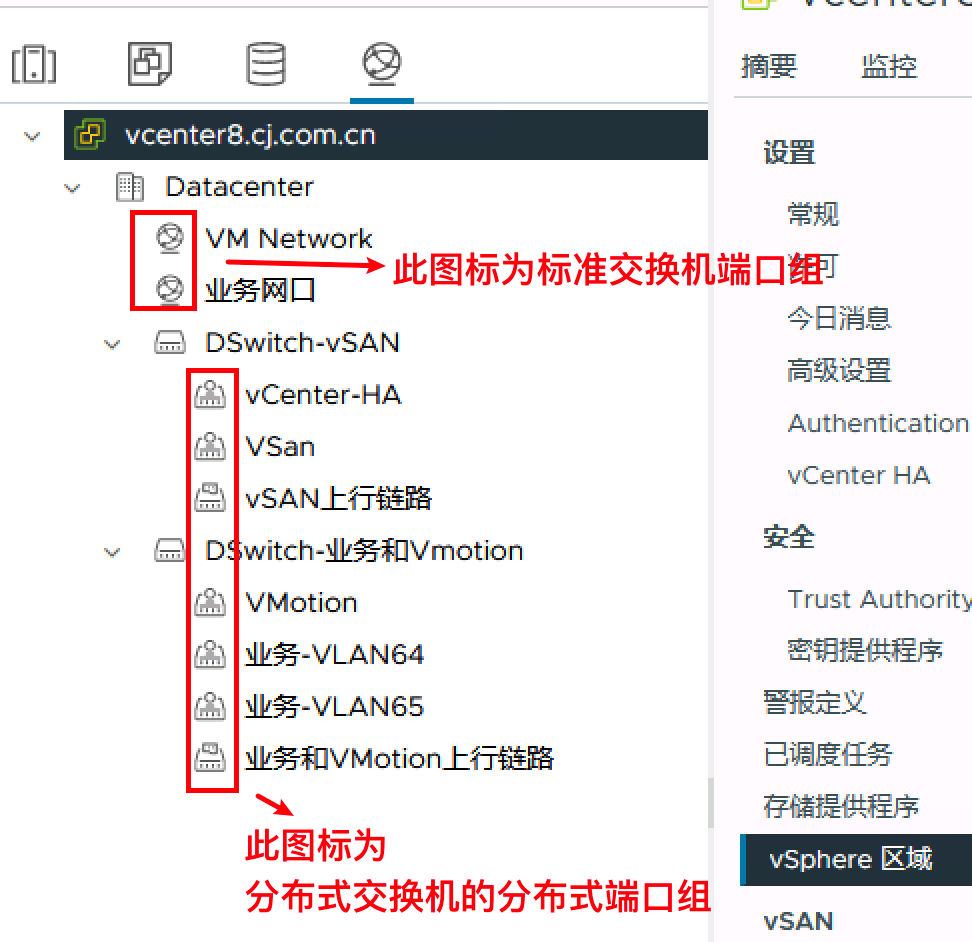 vcenter8.cj.com.cn
Datacenter
VM Network
业务网口
此图标为标准交换机端口组
DSwitch-vSAN
vCenter-HA
VSan
vSAN上行链路
DSwitch-业务和Vmotion
VMotion
业务-VLAN64
业务-VLAN65
业务和VMotion上行链路
此图标为
分布式交换机的分布式端口组
摘要
监控
设置
常规
可
今日消息
高级设置
Authentication
vCenter HA
安全
Trust Authority
密钥提供程序
警报定义
已调度任务
存储提供程序
vSphere 区域
vSAN